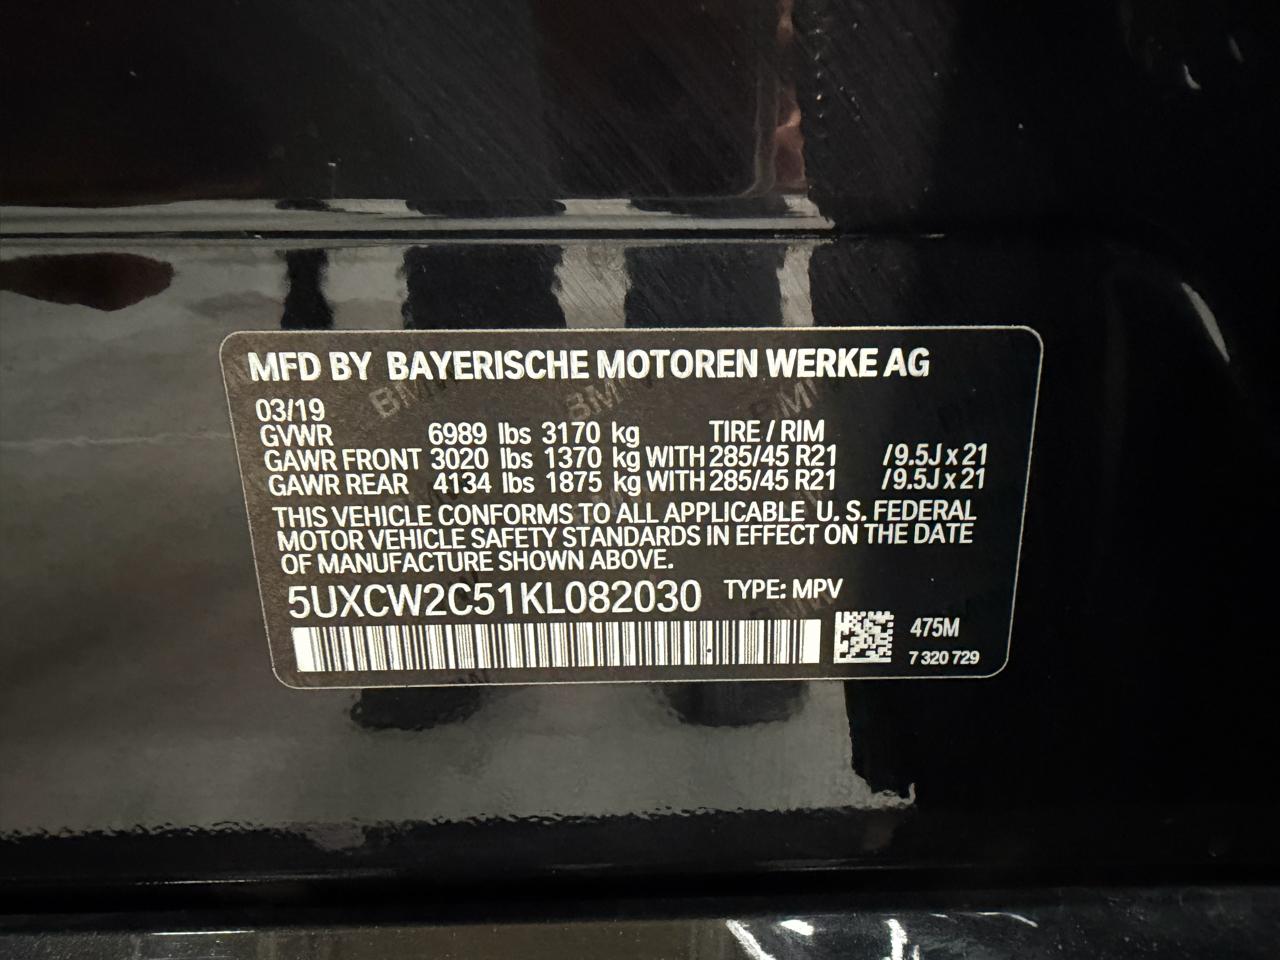 MFD BY BAYERISCHE MOTOREN WERKE AG
03/19
GVWR 6989 lbs 3170 kg TIRE / RIM
GAWR FRONT 3020 lbs 1370 kg WITH 285/45 R21 /9.5J x 21
GAWR REAR 4134 lbs 1875 kg WITH 285/45 R21 /9.5J x 21
THIS VEHICLE CONFORMS TO ALL APPLICABLE U. S. FEDERAL
MOTOR VEHICLE SAFETY STANDARDS IN EFFECT ON THE DATE
OF MANUFACTURE SHOWN ABOVE.
5UXCW2C51KL082030 TYPE: MPV
475M
7 320 729